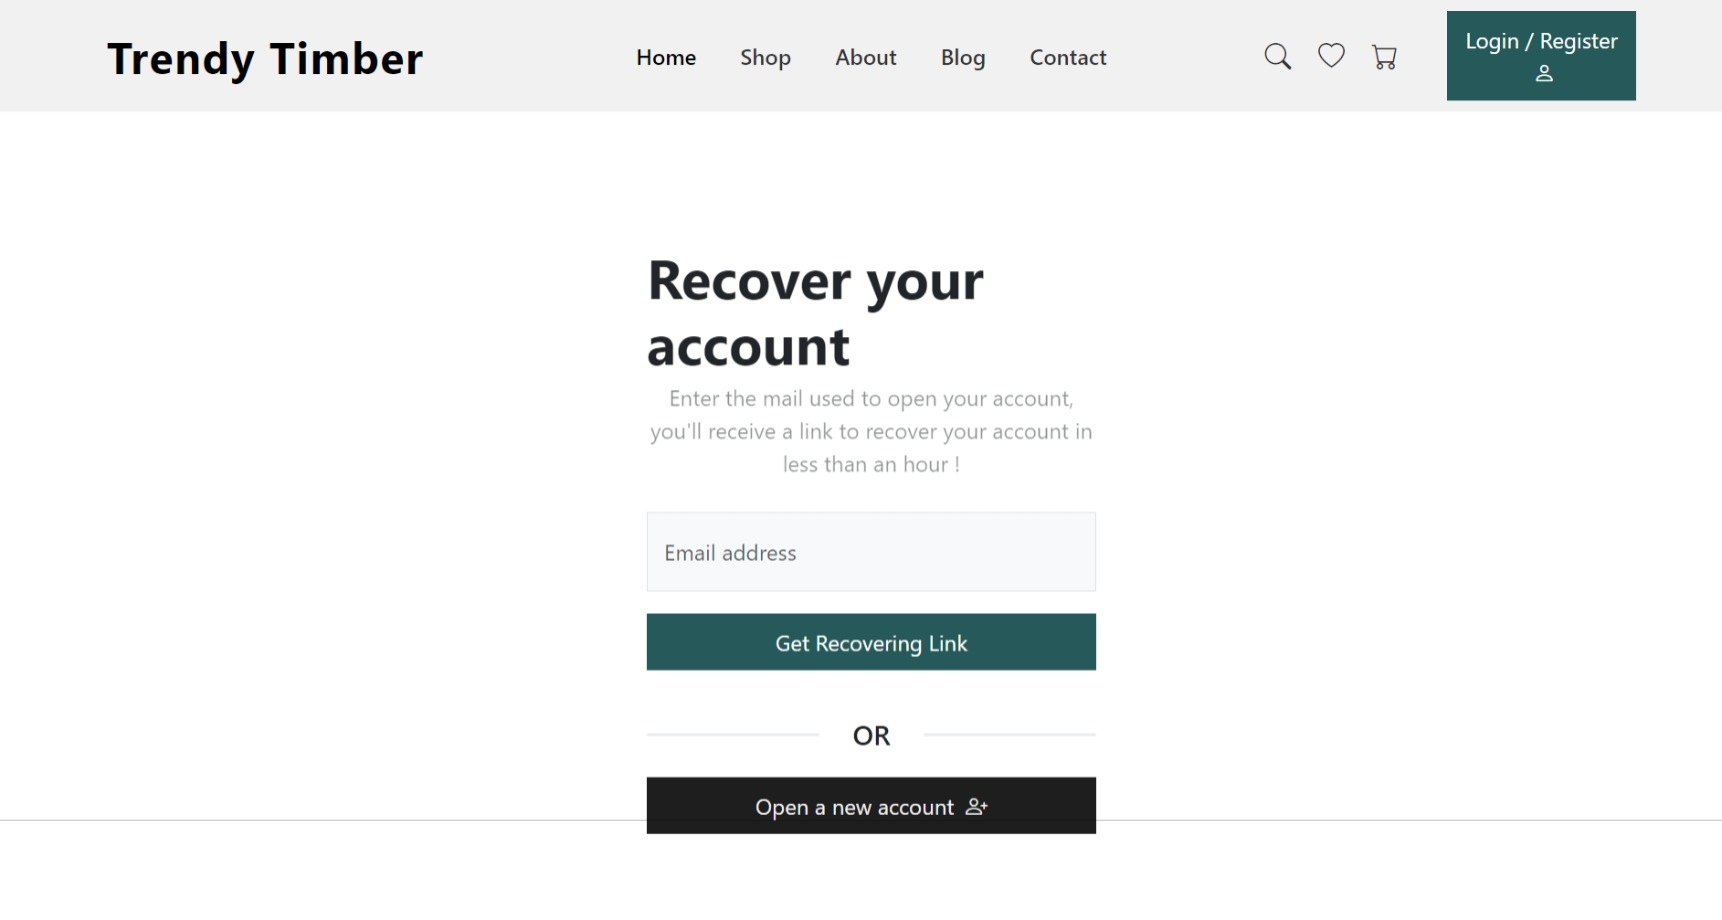 Trendy Timber
Home Shop About Blog Contact
Login / Register
Recover your
account
Enter the mail used to open your account,
you'll receive a link to recover your account in
less than an hour !
Email address
Get Recovering Link
OR
Open a new account